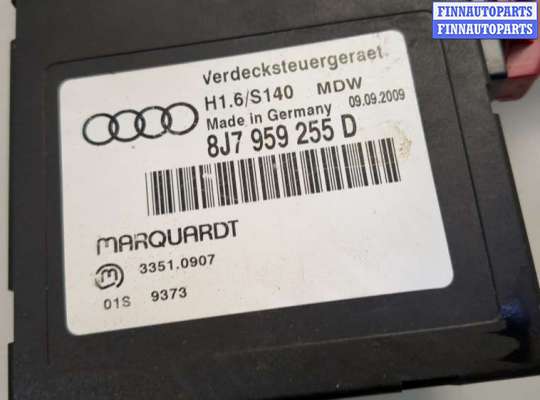 FINNAUTOPARTS
FINNAUTOPARTS
Verdecksteuergeraet.
H1.6/S140 MDW
Made in Germany 09.09.2009
8J7 959 255 D
MARQUARDT
m 3351.0907
01S 9373